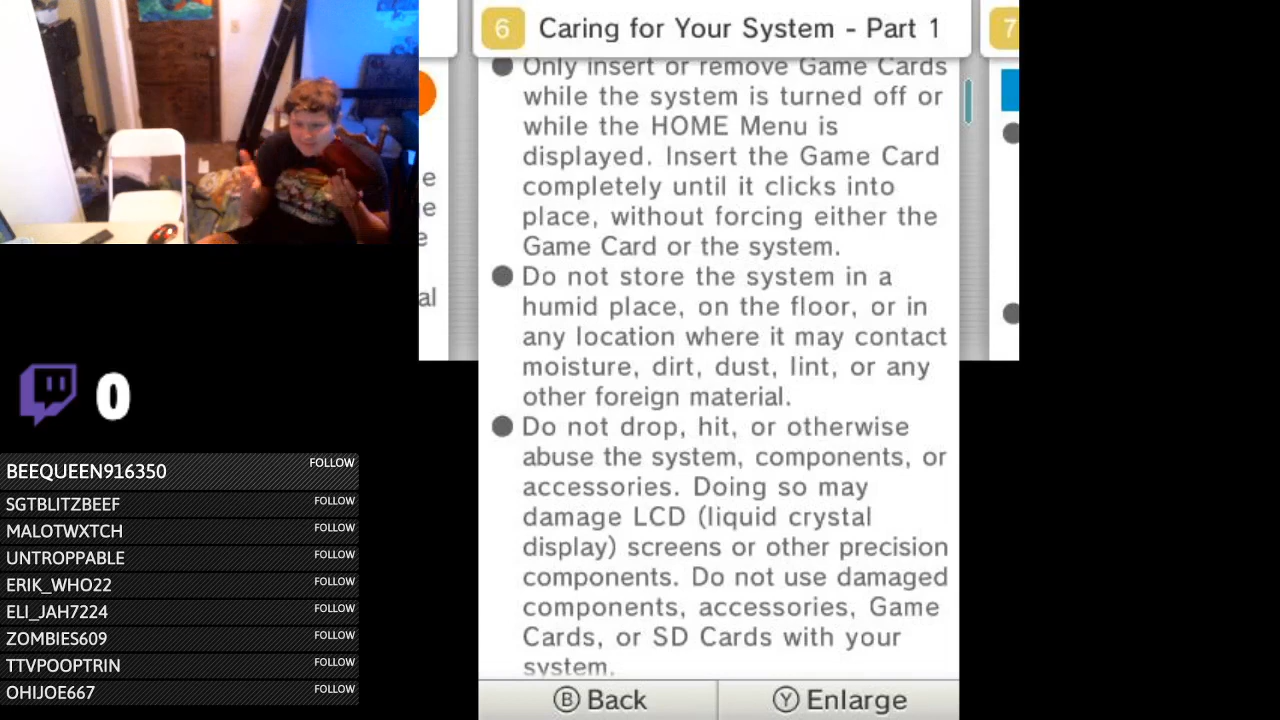 6 Caring for Your System - Part 1
7
Only insert or remove Game Cards
while the system is turned off or
while the HOME Menu is
displayed. Insert the Game Card
completely until it clicks into
place, without forcing either the
Game Card or the system.
Do not store the system in a
humid place, on the floor, or in
any location where it may contact
moisture, dirt, dust, lint, or any
other foreign material.
Do not drop, hit, or otherwise
abuse the system, components, or
accessories. Doing so may
damage LCD (liquid crystal
display) screens or other precision
components. Do not use damaged
components, accessories, Game
Cards, or SD Cards with your
system.
B Back
Y Enlarge
e
e
e
al
0
BEEQUEEN916350 FOLLOW
SGTBLITZBEEF FOLLOW
MALOTWXTCH FOLLOW
UNTROPPABLE FOLLOW
ERIK_WHO22 FOLLOW
ELI_JAH7224 FOLLOW
ZOMBIES609 FOLLOW
TTVPOOPTRIN FOLLOW
OHIJOE667 FOLLOW